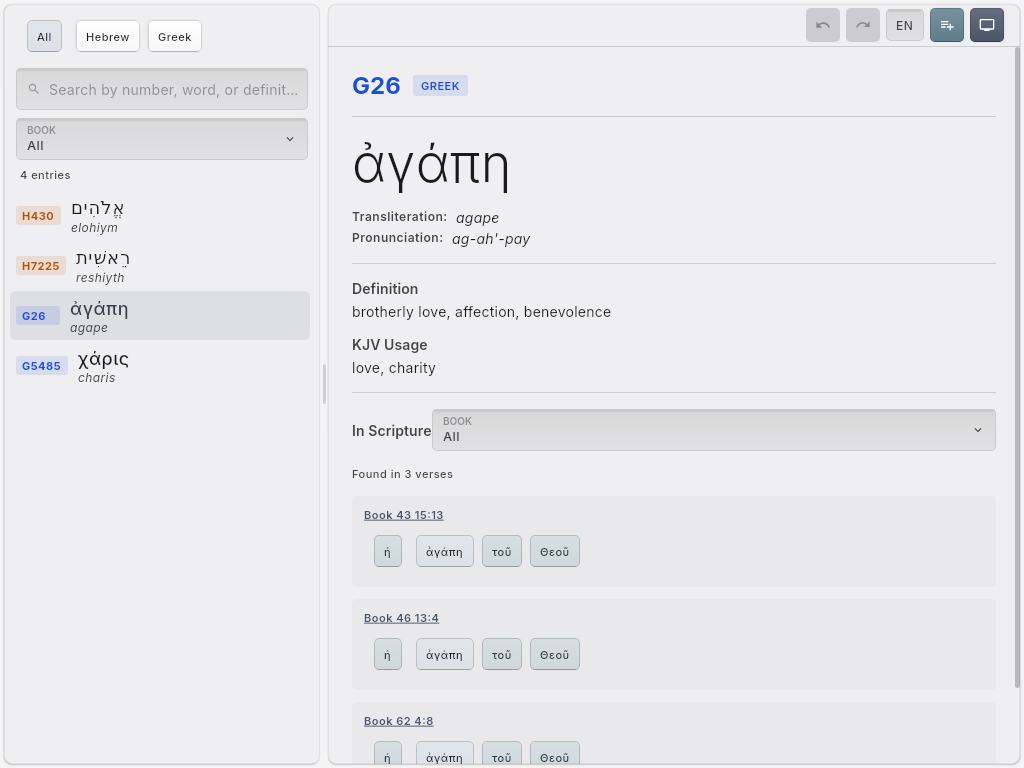 All
Hebrew
Greek
Search by number, word, or definit...
BOOK
All
4 entries
H430
אֱלֹהִים
elohiym
H7225
רֵאשִׁית
reshiyth
G26
ἀγάπη
agape
G5485
χάρις
charis
EN
G26
GREEK
ἀγάπη
Transliteration: agape
Pronunciation: ag-ah'-pay
Definition
brotherly love, affection, benevolence
KJV Usage
love, charity
In Scripture
BOOK
All
Found in 3 verses
Book 43 15:13
ἡ ἀγάπη τοῦ Θεοῦ
Book 46 13:4
ἡ ἀγάπη τοῦ Θεοῦ
Book 62 4:8
ἡ ἀγάπη τοῦ Θεοῦ